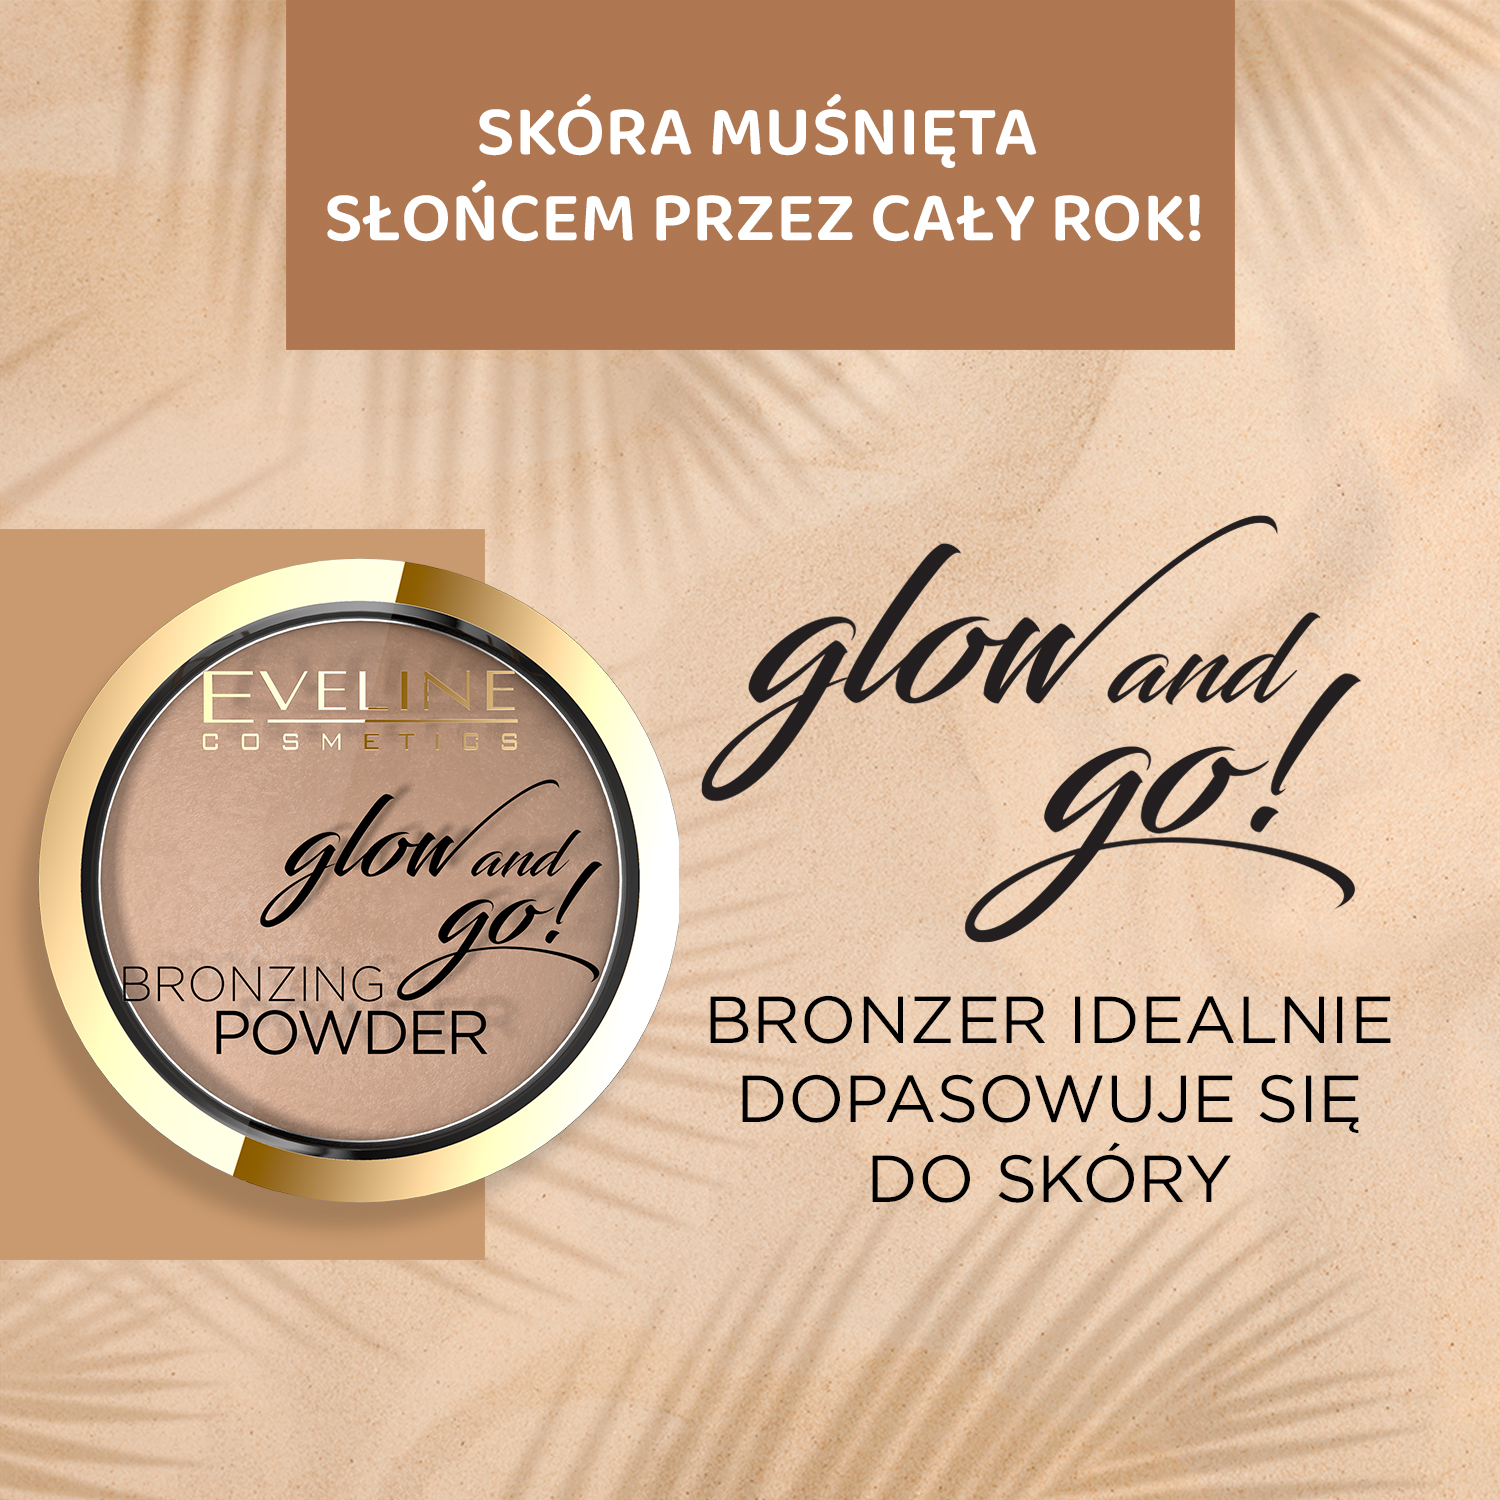 SKÓRA MUŚNIĘTA
SŁOŃCEM PRZEZ CAŁY ROK!
EVELINE
COSMETICS
glow and
go!
BRONZING
POWDER
glow and
go!
BRONZER IDEALNIE
DOPASOWUJE SIĘ
DO SKÓRY